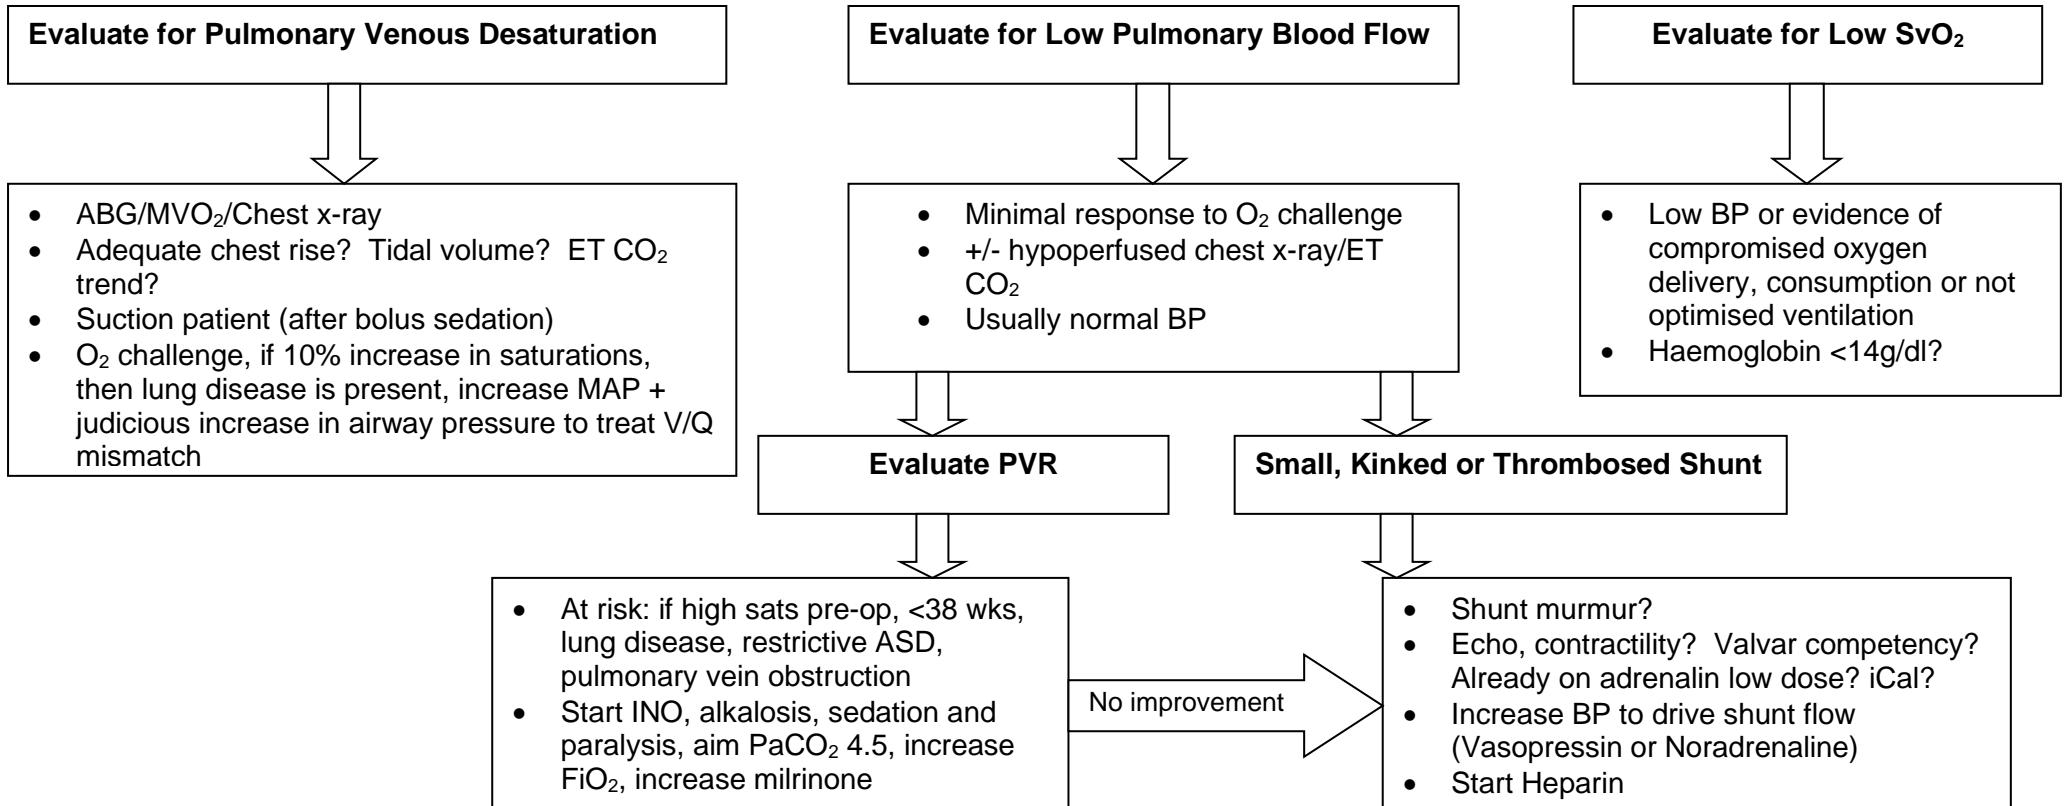 Evaluate for Pulmonary Venous Desaturation
Evaluate for Low Pulmonary Blood Flow
Evaluate for Low SvO₂
• ABG/MVO₂/Chest x-ray
• Adequate chest rise? Tidal volume? ET CO₂
trend?
• Suction patient (after bolus sedation)
• O₂ challenge, if 10% increase in saturations,
then lung disease is present, increase MAP +
judicious increase in airway pressure to treat V/Q
mismatch
• Minimal response to O₂ challenge
• +/- hypoperfused chest x-ray/ET
CO₂
• Usually normal BP
• Low BP or evidence of
compromised oxygen
delivery, consumption or not
optimised ventilation
• Haemoglobin <14g/dl?
Evaluate PVR
Small, Kinked or Thrombosed Shunt
• At risk: if high sats pre-op, <38 wks,
lung disease, restrictive ASD,
pulmonary vein obstruction
• Start INO, alkalosis, sedation and
paralysis, aim PaCO₂ 4.5, increase
FiO₂, increase milrinone
No improvement
• Shunt murmur?
• Echo, contractility? Valvar competency?
Already on adrenalin low dose? iCal?
• Increase BP to drive shunt flow
(Vasopressin or Noradrenaline)
• Start Heparin